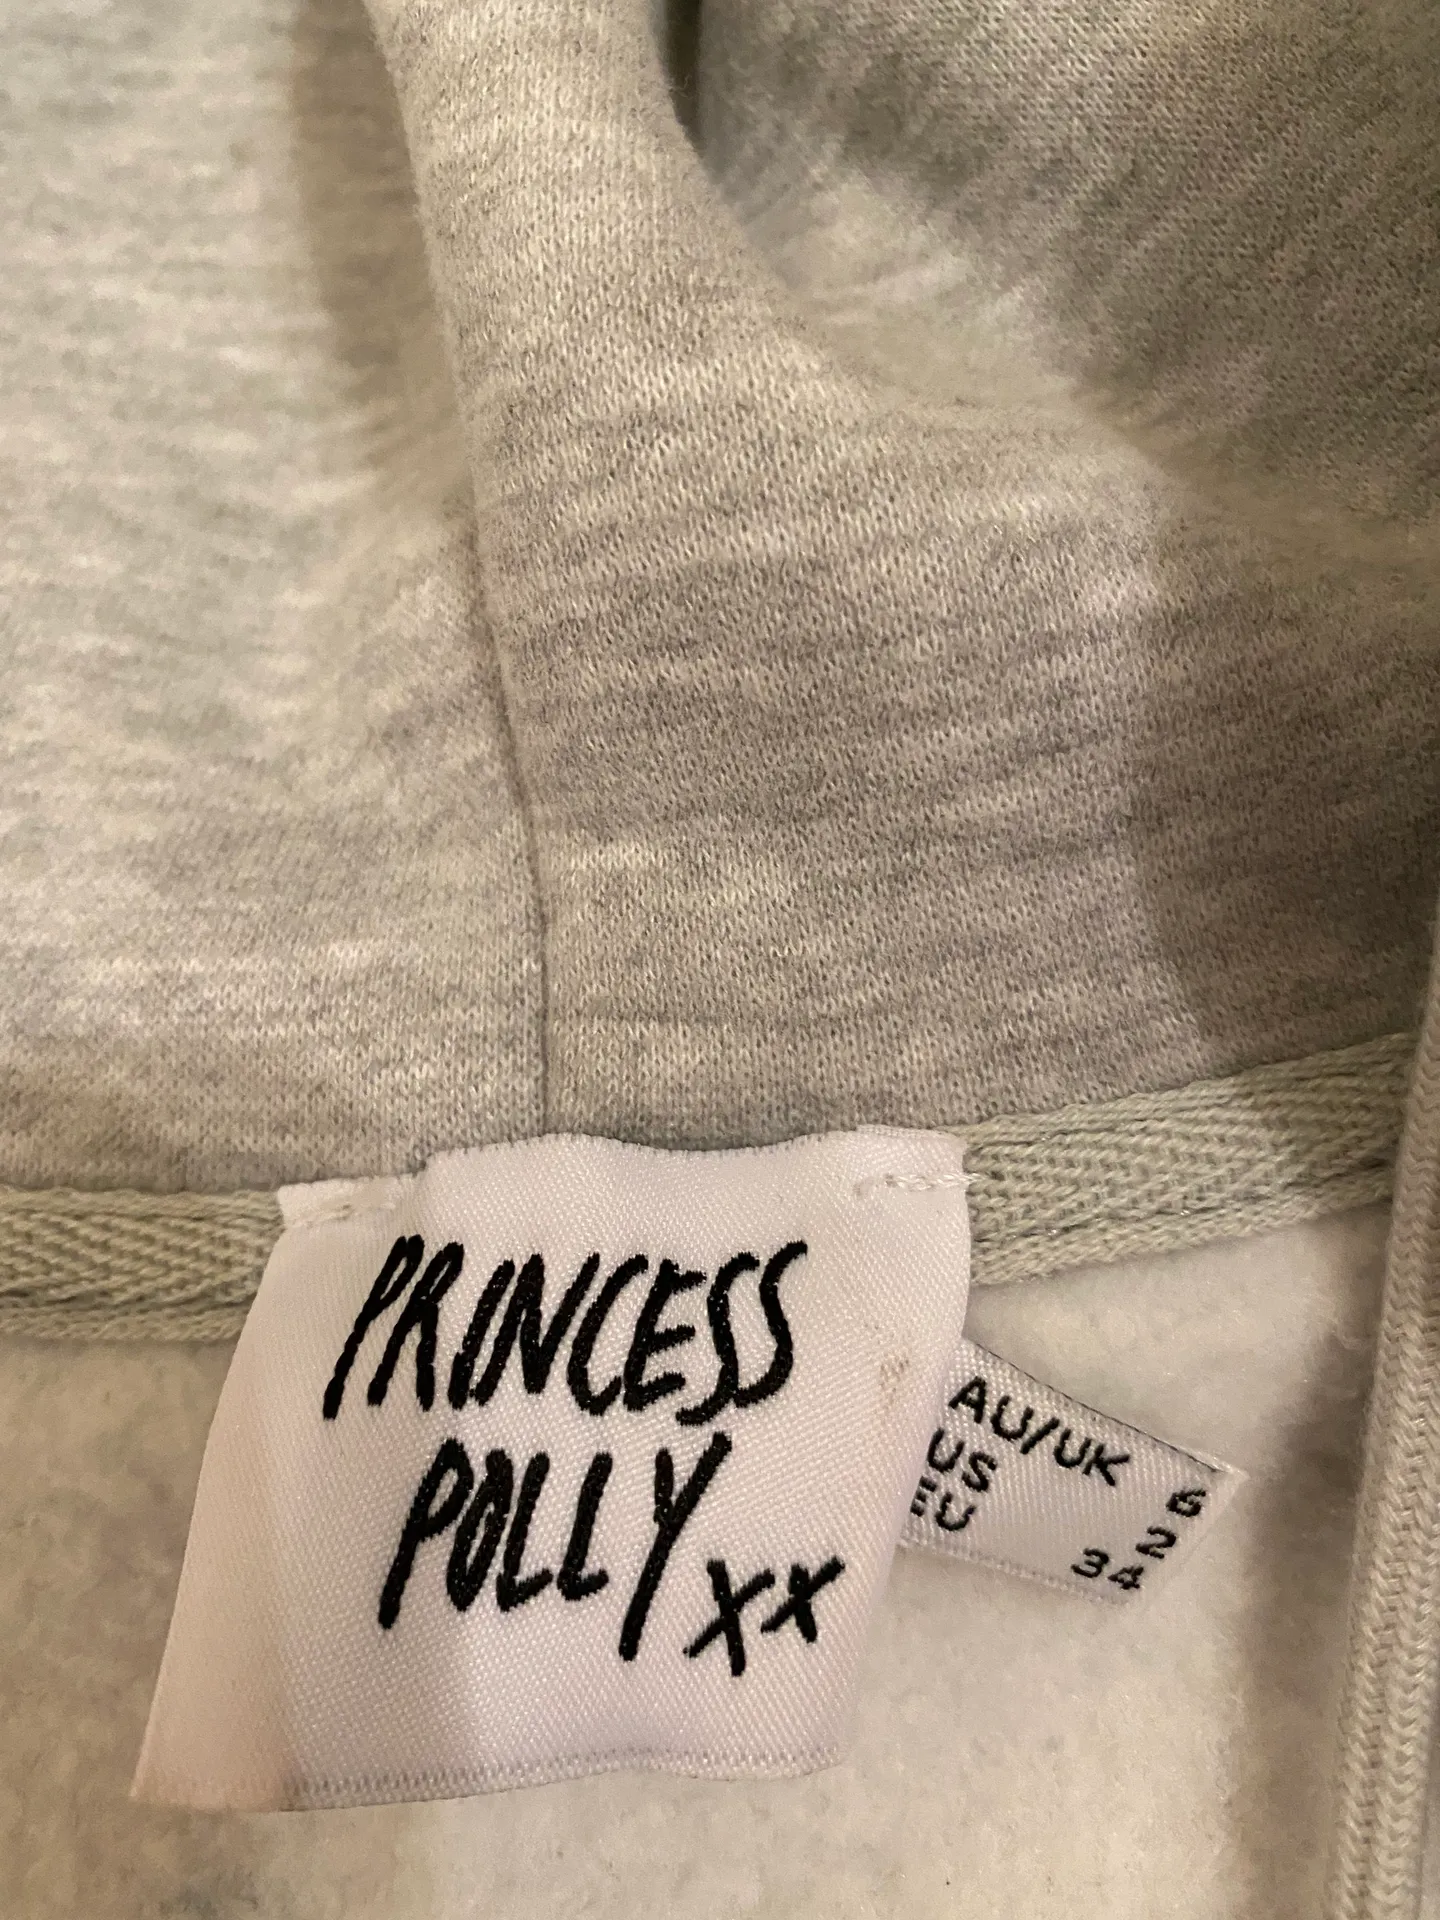 PRINCESS
POLLY xx
AU/UK 6
US 2
EU 34